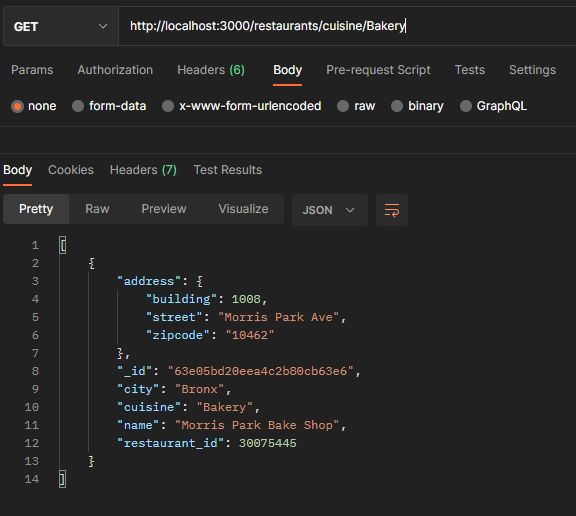 GET http://localhost:3000/restaurants/cuisine/Bakery
Params Authorization Headers (6) Body Pre-request Script Tests Settings
none form-data x-www-form-urlencoded raw binary GraphQL
Body Cookies Headers (7) Test Results
Pretty Raw Preview Visualize JSON
1 [
2 {
3 "address": {
4 "building": 1008,
5 "street": "Morris Park Ave",
6 "zipcode": "10462"
7 },
8 "_id": "63e05bd20eea4c2b80cb63e6",
9 "city": "Bronx",
10 "cuisine": "Bakery",
11 "name": "Morris Park Bake Shop",
12 "restaurant_id": 30075445
13 }
14 ]